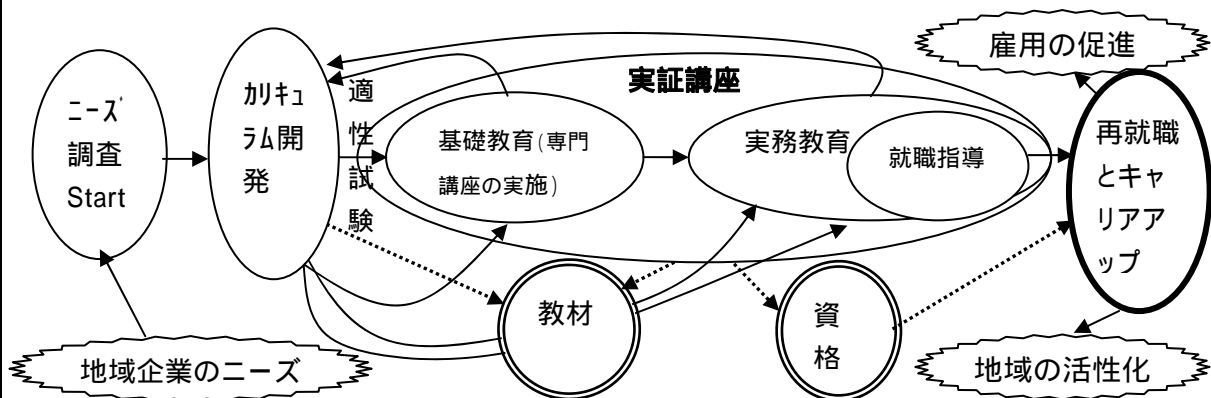 雇用の促進
実証講座
ニーズ
調査
Start
カリキュ
ラム開
発
適
性
試
験
基礎教育(専門
講座の実施)
実務教育
就職指導
再就職
とキャ
リアア
ップ
教材
資
格
地域企業のニーズ
地域の活性化